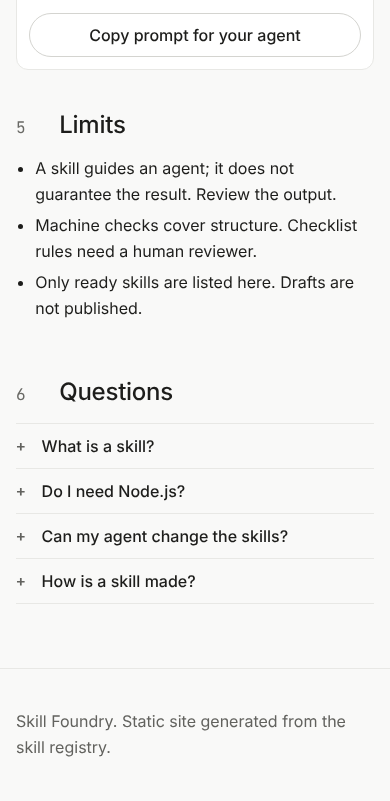 Copy prompt for your agent
5 Limits
• A skill guides an agent; it does not
guarantee the result. Review the output.
• Machine checks cover structure. Checklist
rules need a human reviewer.
• Only ready skills are listed here. Drafts are
not published.
6 Questions
+ What is a skill?
+ Do I need Node.js?
+ Can my agent change the skills?
+ How is a skill made?
Skill Foundry. Static site generated from the
skill registry.